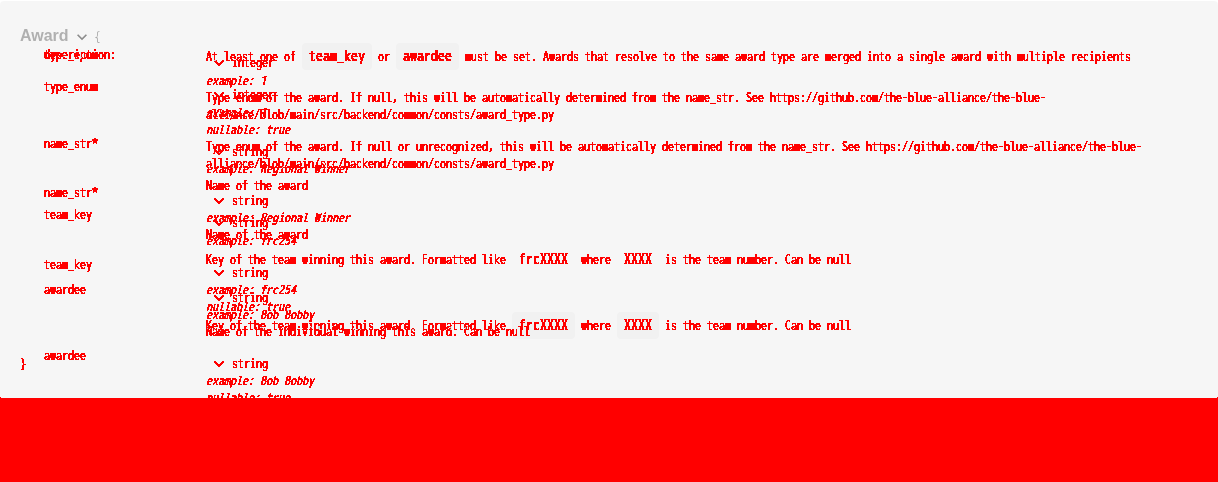 Award {
description: At least one of team_key or awardee must be set. Awards that resolve to the same award type are merged into a single award with multiple recipients
integer
example: 1
type_enum
integer
Type enum of the award. If null, this will be automatically determined from the name_str. See https://github.com/the-blue-alliance/the-blue-
alliance/blob/main/src/backend/common/consts/award_type.py
nullable: true
name_str*
Type enum of the award. If null or unrecognized, this will be automatically determined from the name_str. See https://github.com/the-blue-alliance/the-blue-
string
alliance/blob/main/src/backend/common/consts/award_type.py
example: Regional Winner
Name of the award
name_str*
string
team_key
example: Regional Winner
string
Name of the award
example: frc254
Key of the team winning this award. Formatted like frcXXXX where XXXX is the team number. Can be null
team_key
string
awardee
example: frc254
string
nullable: true
example: Bob Bobby
Key of the team winning this award. Formatted like frcXXXX where XXXX is the team number. Can be null
Name of the individual winning this award. Can be null
awardee
string
}
example: Bob Bobby
nullable: true